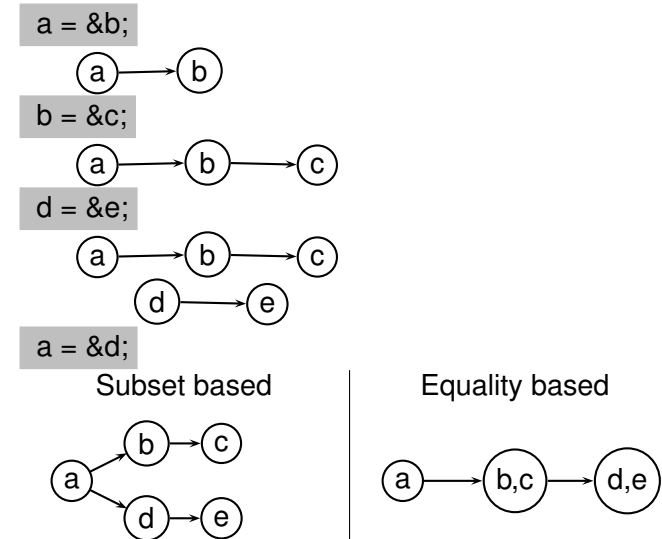 a = &b;
a b
b = &c;
a b c
d = &e;
a b c
d e
a = &d;
Subset based Equality based
b c
a a b,c d,e
d e